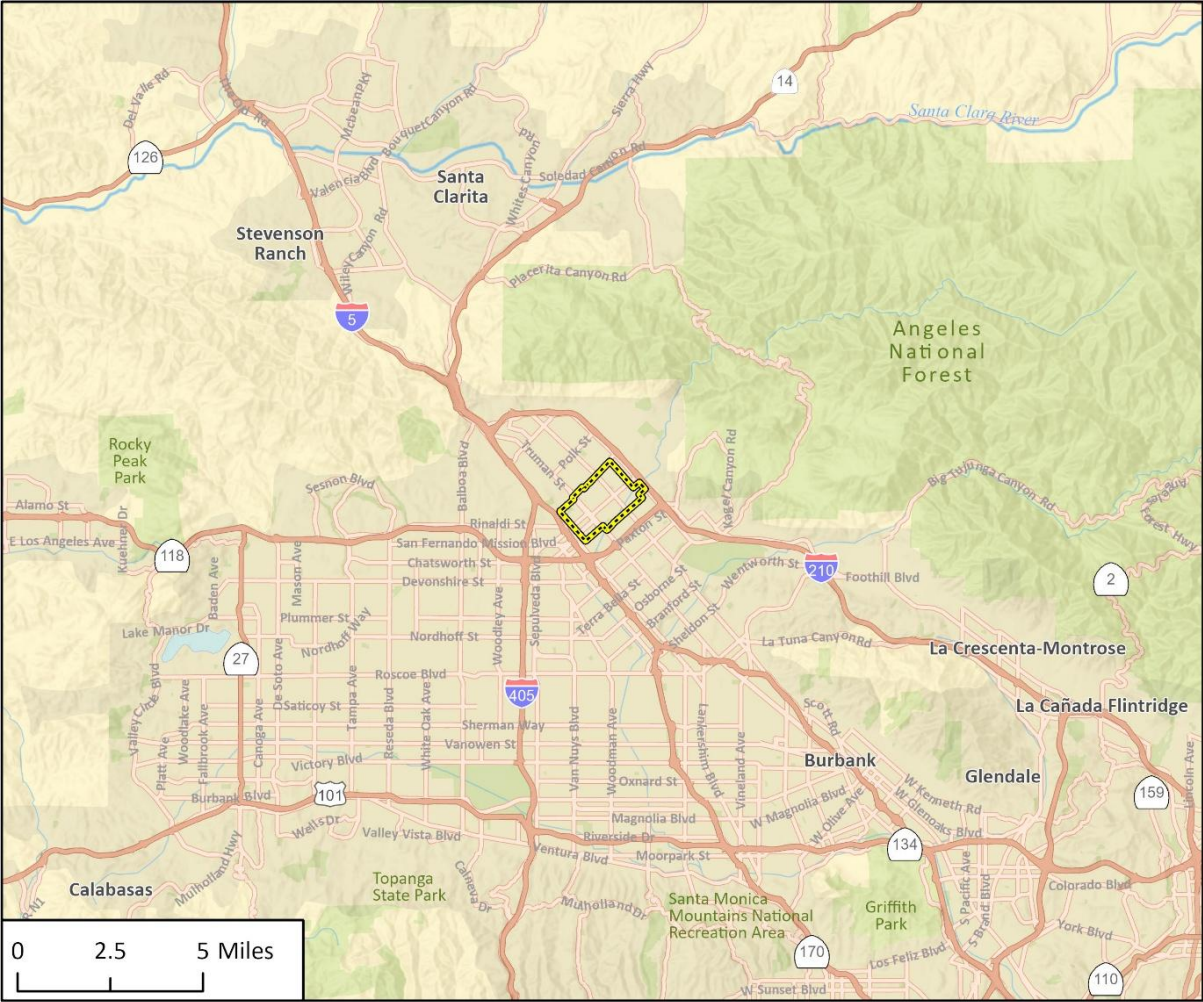 14
Santa Clara River
Del Valle Rd
The Old Rd
Mcbean Pkl
Bouquet Canyon Rd
Sierra Hwy
126
Valencia Blvd
Whites Canyon Rd
Soledad Canyon Rd
Santa
Clarita
Stevenson
Ranch
Wiley Canyon Rd
Placerita Canyon Rd
5
Angeles
National
Forest
Rocky
Peak
Park
Balboa Blvd
Truman St
Polk St
Kagel Canyon Rd
Sesnon Blvd
Big Tujunga Canyon Rd
Angeles
Forest Hwy
Alamo St
E Los Angeles Ave
Kuehner Dr
118
Rinaldi St
San Fernando Mission Blvd
Chatsworth St
Devonshire St
Paxton St
Mason Ave
Baden Ave
Sepulveda Blvd
Woodley Ave
Wentworth St
210
Foothill Blvd
2
Osborne St
Terra Bella St
Branford St
Sheldon St
Plummer St
Nordhoff Way
Nordhoff St
Lake Manor Dr
27
La Tuna Canyon Rd
La Crescenta-Montrose
De Soto Ave
Roscoe Blvd
405
Valley Circle Blvd
Saticoy St
Tampa Ave
Reseda Blvd
White Oak Ave
Woodlake Ave
Fallbrook Ave
Platt Ave
Canoga Ave
Sherman Way
Vanowen St
Van Nuys Blvd
Woodman Ave
Lankershim Blvd
Vineland Ave
Scott Rd
La Cañada Flintridge
Victory Blvd
Burbank
Glendale
Oxnard St
Burbank Blvd
101
W Kenneth Rd
W Glenoaks Blvd
159
Lincoln Ave
Wells Dr
Valley Vista Blvd
Magnolia Blvd
W Magnolia Blvd
W Olive Ave
Riverside Dr
134
Ventura Blvd
Moorpark St
Mulholland Hwy
Calabasas
Topanga
State Park
Caneva Dr
Mulholland Dr
Santa Monica
Mountains National
Recreation Area
Griffith
Park
S Pacific Ave
S Brand Blvd
Colorado Blvd
York Blvd
R N1
170
Los Feliz Blvd
110
W Sunset Blvd
0 2.5 5 Miles